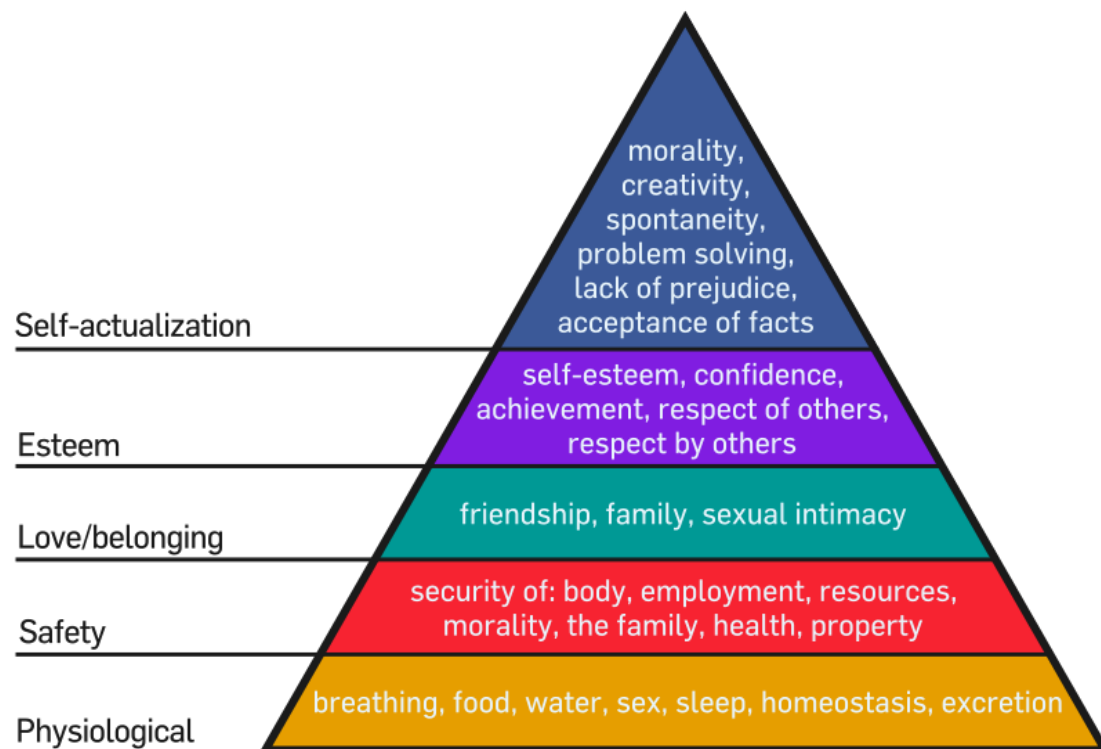 morality,
creativity,
spontaneity,
problem solving,
lack of prejudice,
acceptance of facts
Self-actualization
self-esteem, confidence,
achievement, respect of others,
respect by others
Esteem
friendship, family, sexual intimacy
Love/belonging
security of: body, employment, resources,
morality, the family, health, property
Safety
breathing, food, water, sex, sleep, homeostasis, excretion
Physiological